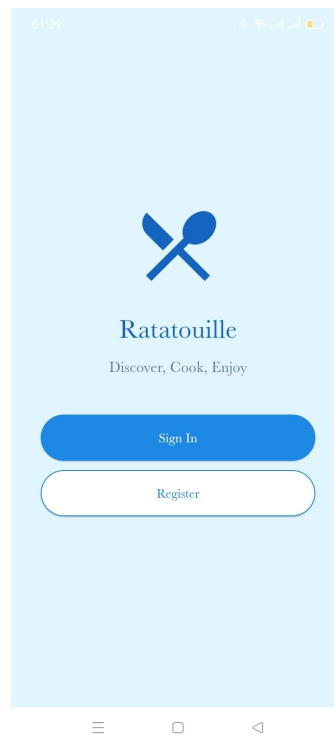 01:29
Ratatouille
Discover, Cook, Enjoy
Sign In
Register